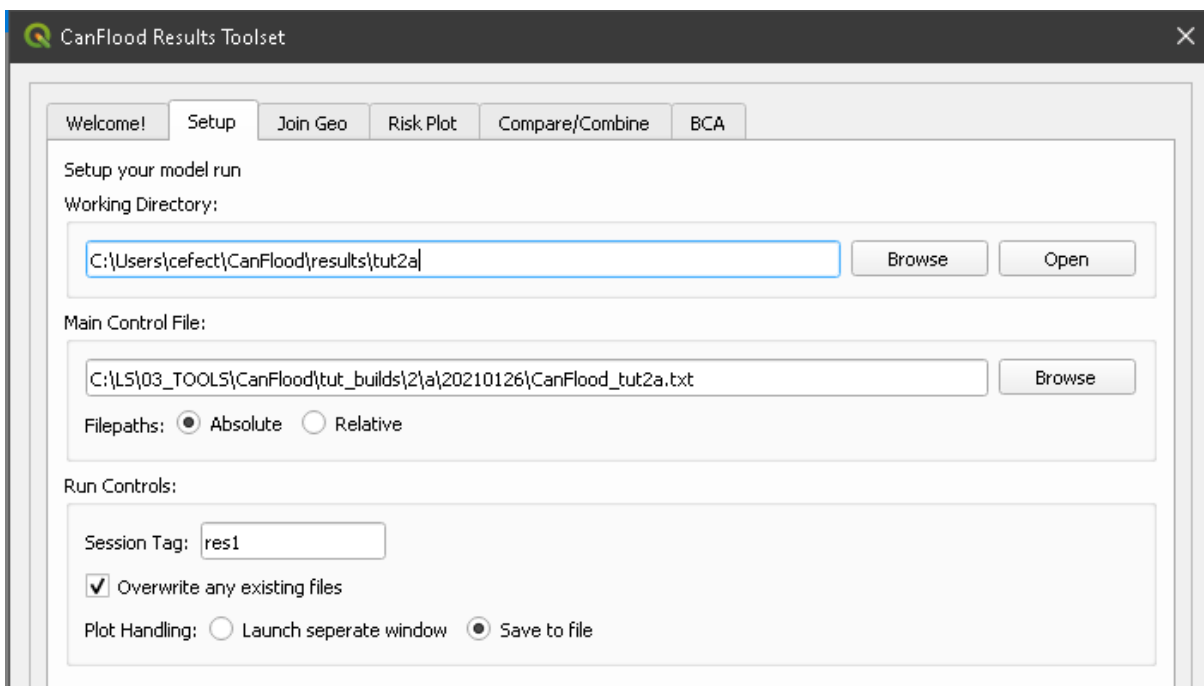 CanFlood Results Toolset
Welcome! Setup Join Geo Risk Plot Compare/Combine BCA
Setup your model run
Working Directory:
C:\Users\cefect\CanFlood\results\tut2a Browse Open
Main Control File:
C:\LS\03_TOOLS\CanFlood\tut_builds\2\a\20210126\CanFlood_tut2a.txt Browse
Filepaths: Absolute Relative
Run Controls:
Session Tag: res1
Overwrite any existing files
Plot Handling: Launch seperate window Save to file